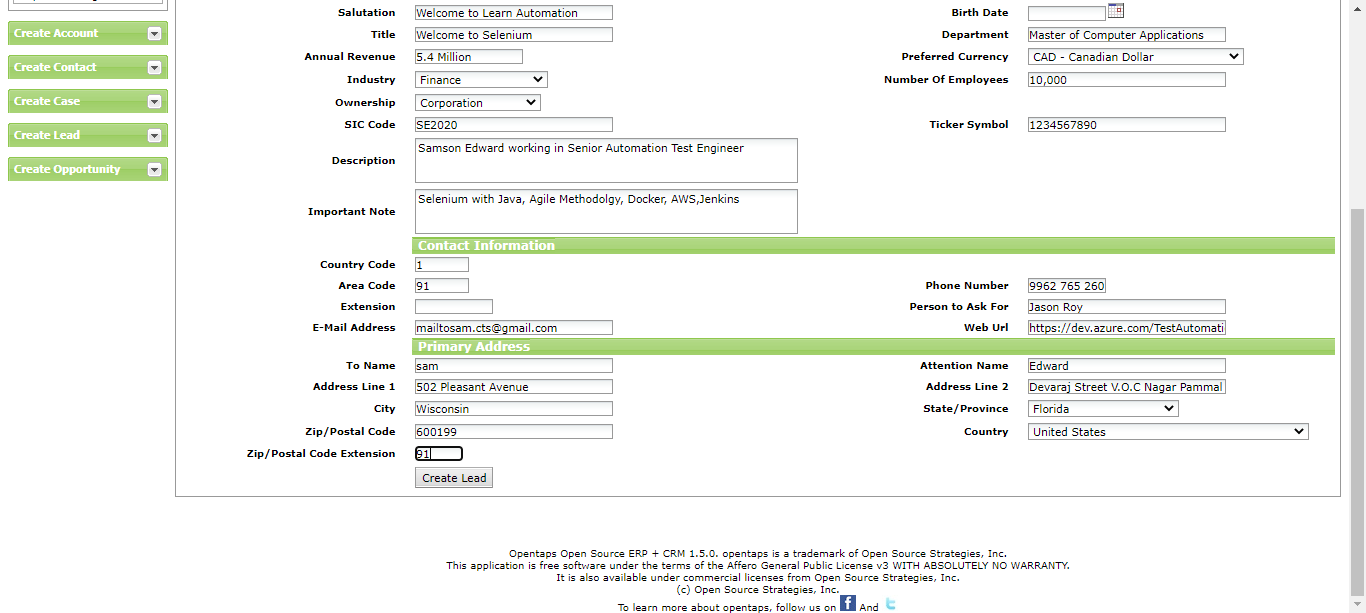 Create Account
Create Contact
Create Case
Create Lead
Create Opportunity
Salutation Welcome to Learn Automation Birth Date
Title Welcome to Selenium Department Master of Computer Applications
Annual Revenue 5.4 Million Preferred Currency CAD - Canadian Dollar
Industry Finance Number Of Employees 10,000
Ownership Corporation
SIC Code SE2020 Ticker Symbol 1234567890
Description Samson Edward working in Senior Automation Test Engineer
Important Note Selenium with Java, Agile Methodolgy, Docker, AWS,Jenkins
Contact Information
Country Code 1
Area Code 91 Phone Number 9962 765 260
Extension Person to Ask For Jason Roy
E-Mail Address mailtosam.cts@gmail.com Web Url https://dev.azure.com/TestAutomati
Primary Address
To Name sam Attention Name Edward
Address Line 1 502 Pleasant Avenue Address Line 2 Devaraj Street V.O.C Nagar Pammal
City Wisconsin State/Province Florida
Zip/Postal Code 600199 Country United States
Zip/Postal Code Extension 91
Create Lead
Opentaps Open Source ERP + CRM 1.5.0. opentaps is a trademark of Open Source Strategies, Inc.
This application is free software under the terms of the Affero General Public License v3 WITH ABSOLUTELY NO WARRANTY.
It is also available under commercial licenses from Open Source Strategies, Inc.
(c) Open Source Strategies, Inc.
To learn more about opentaps, follow us on f And t